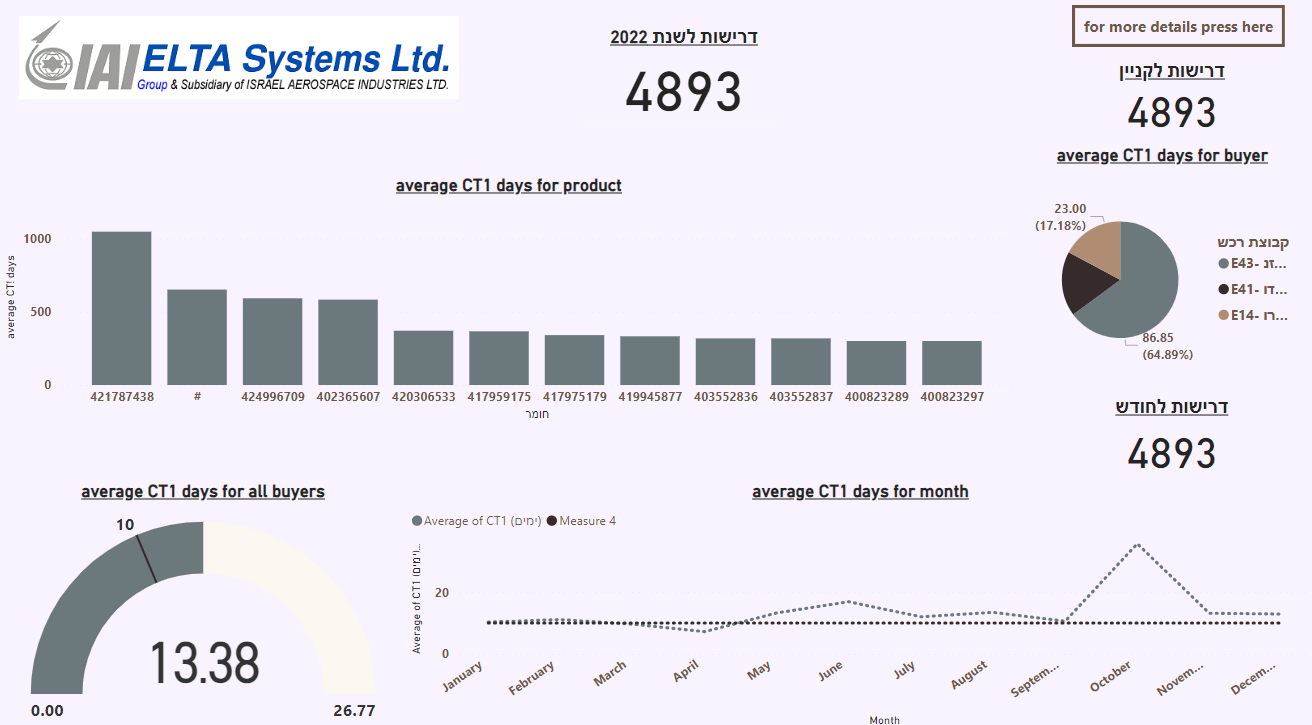 IAI ELTA Systems Ltd.
Group & Subsidiary of ISRAEL AEROSPACE INDUSTRIES LTD.
דרישות לשנת 2022
4893
for more details press here
דרישות לקניין
4893
average CT1 days for buyer
23.00
(17.18%)
86.85
(64.89%)
קבוצת רכש
E43- זנ...
E41- דו...
E14- רו...
average CT1 days for product
average CT! days
1000
500
0
421787438
#
424996709
402365607
420306533
417959175
417975179
419945877
403552836
403552837
400823289
400823297
חומר
דרישות לחודש
4893
average CT1 days for all buyers
10
13.38
0.00
26.77
average CT1 days for month
Average of CT1 (ימים)
Measure 4
Average of CT1 (ימים...
20
0
January
February
March
April
May
June
July
August
Septem...
October
Novem...
Decem...
Month